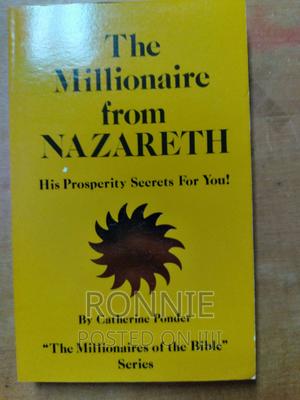 The
Millionaire
from
NAZARETH
His Prosperity Secrets For You!
RONNIE
By Catherine Ponder
POSTED ON JIJI
"The Millionaires of the Bible"
Series